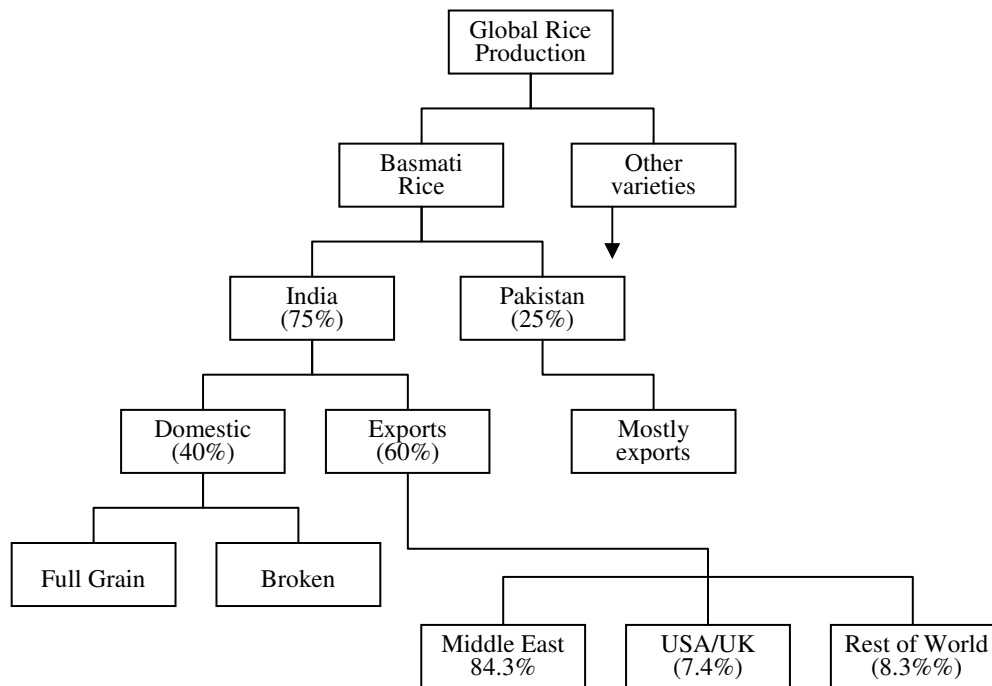 Global Rice
Production
Basmati
Rice
Other
varieties
India
(75%)
Pakistan
(25%)
Domestic
(40%)
Exports
(60%)
Mostly
exports
Full Grain
Broken
Middle East
84.3%
USA/UK
(7.4%)
Rest of World
(8.3%%)